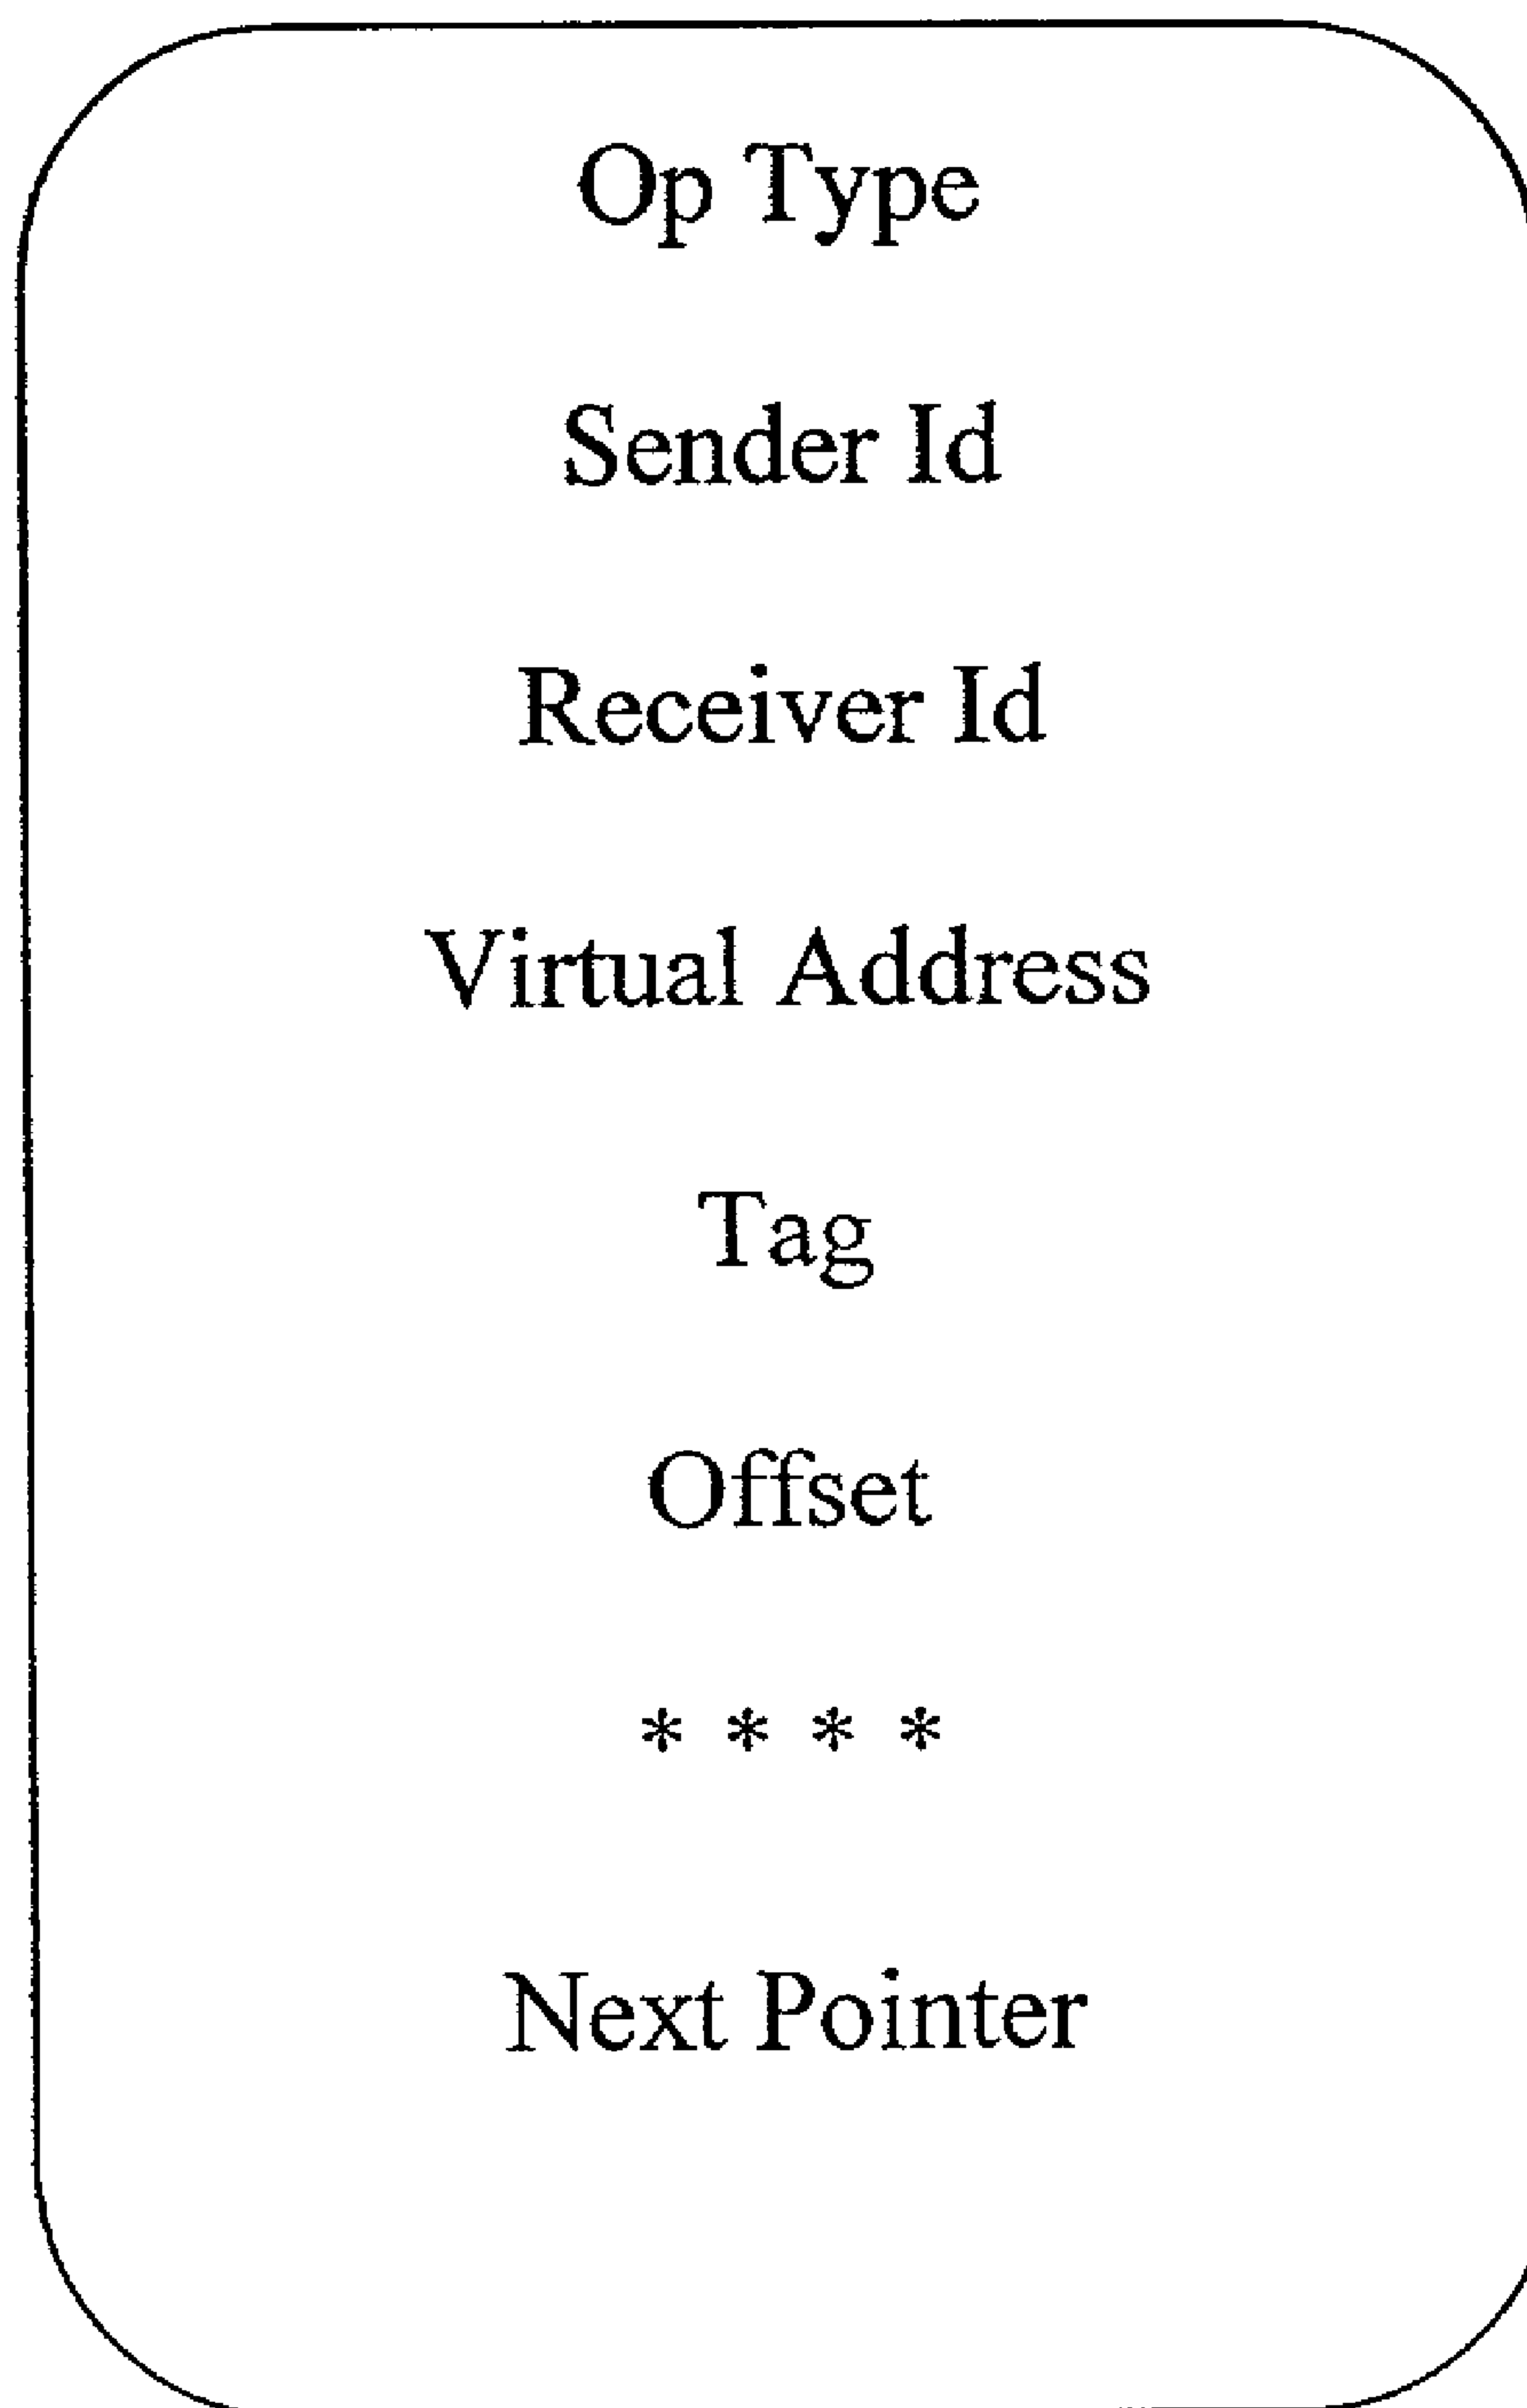 Op Type
Sender Id
Receiver Id
Virtual Address
Tag
Offset
* * * *
Next Pointer